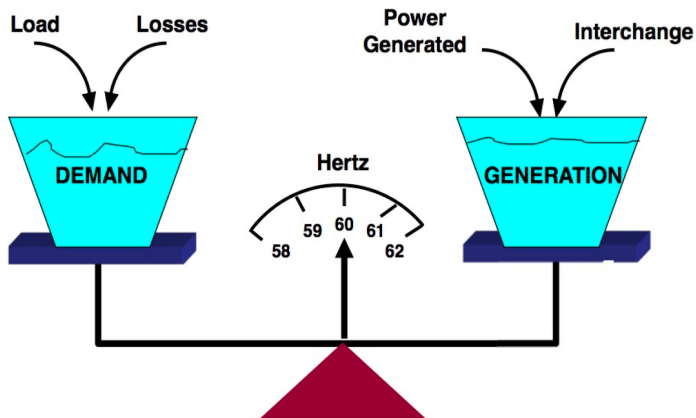 Load
Losses
Power
Generated
Interchange
DEMAND
Hertz
GENERATION
58
59
60
61
62